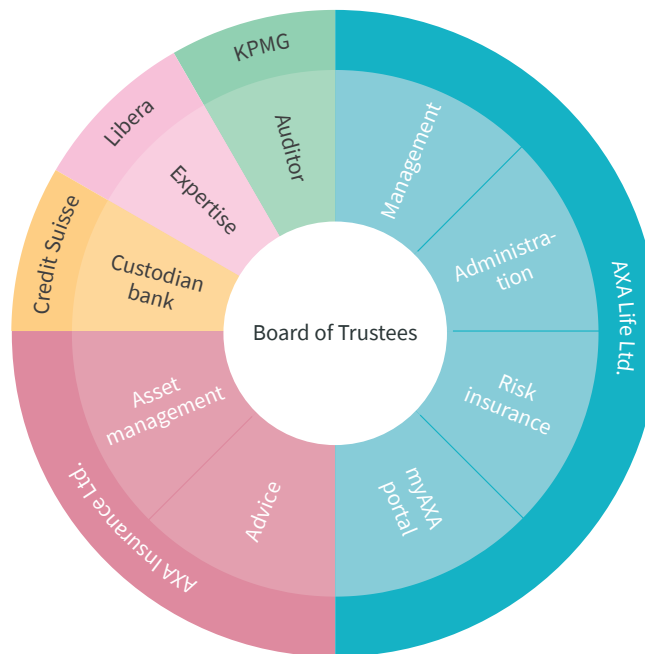 KPMG
Auditor
Libera
Expertise
Credit Suisse
Custodian
bank
Board of Trustees
Management
Administra-
tion
Risk
insurance
myAXA
portal
AXA Life Ltd.
Asset
management
Advice
AXA Insurance Ltd.